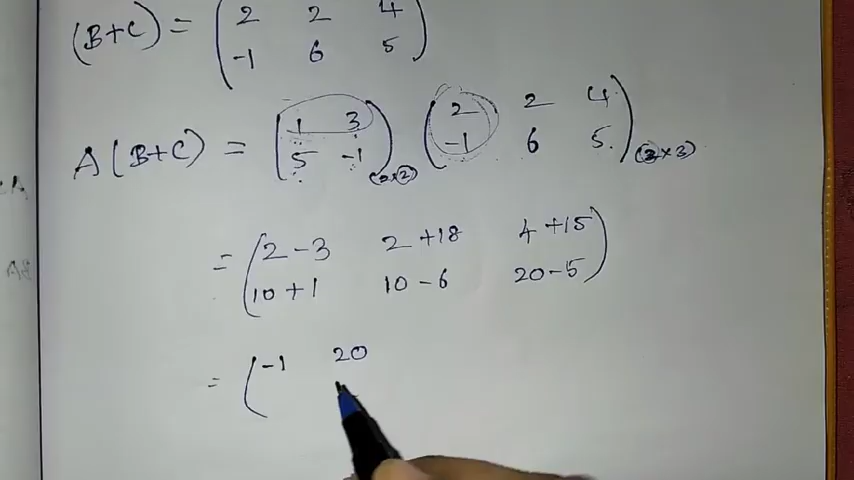 (B+C) = ( 2 2 4
-1 6 5 )
A(B+C) = ( 1 3 ) ( 2 2 4 )
5 -1 (2×2) -1 6 5 (2×3)
= ( 2-3 2+18 4+15 )
10+1 10-6 20-5
= ( -1 20